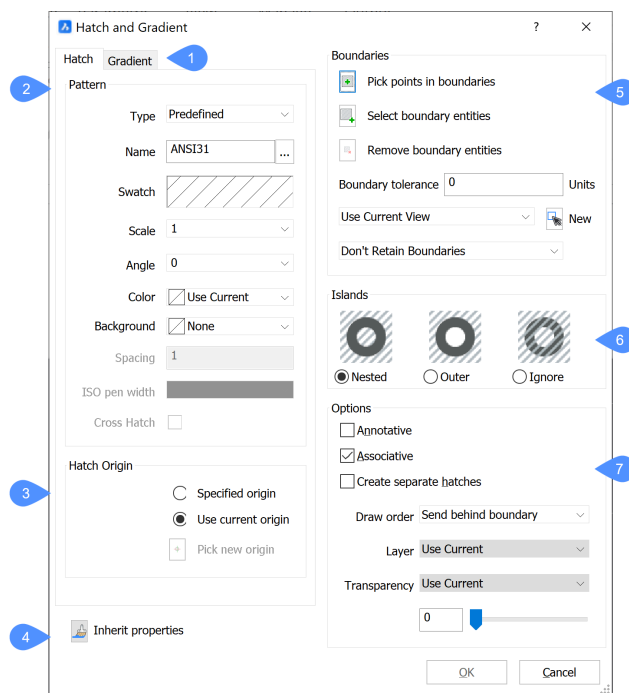 Hatch and Gradient
?
Hatch
Gradient
1
2
Pattern
Type
Predefined
Name
ANSI31
...
Swatch
Scale
1
Angle
0
Color
Use Current
Background
None
Spacing
1
ISO pen width
Cross Hatch
3
Hatch Origin
Specified origin
Use current origin
Pick new origin
4
Inherit properties
Boundaries
Pick points in boundaries
5
Select boundary entities
Remove boundary entities
Boundary tolerance
0
Units
Use Current View
New
Don't Retain Boundaries
Islands
6
Nested
Outer
Ignore
Options
Annotative
Associative
7
Create separate hatches
Draw order
Send behind boundary
Layer
Use Current
Transparency
Use Current
0
OK
Cancel